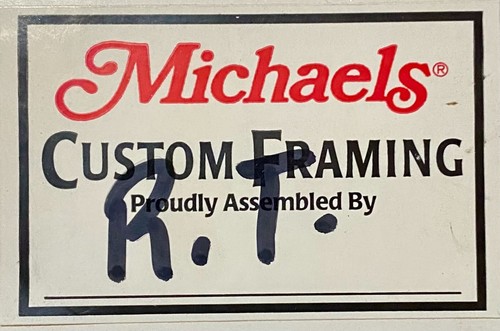 Michaels®
CUSTOM FRAMING
Proudly Assembled By
R.T.